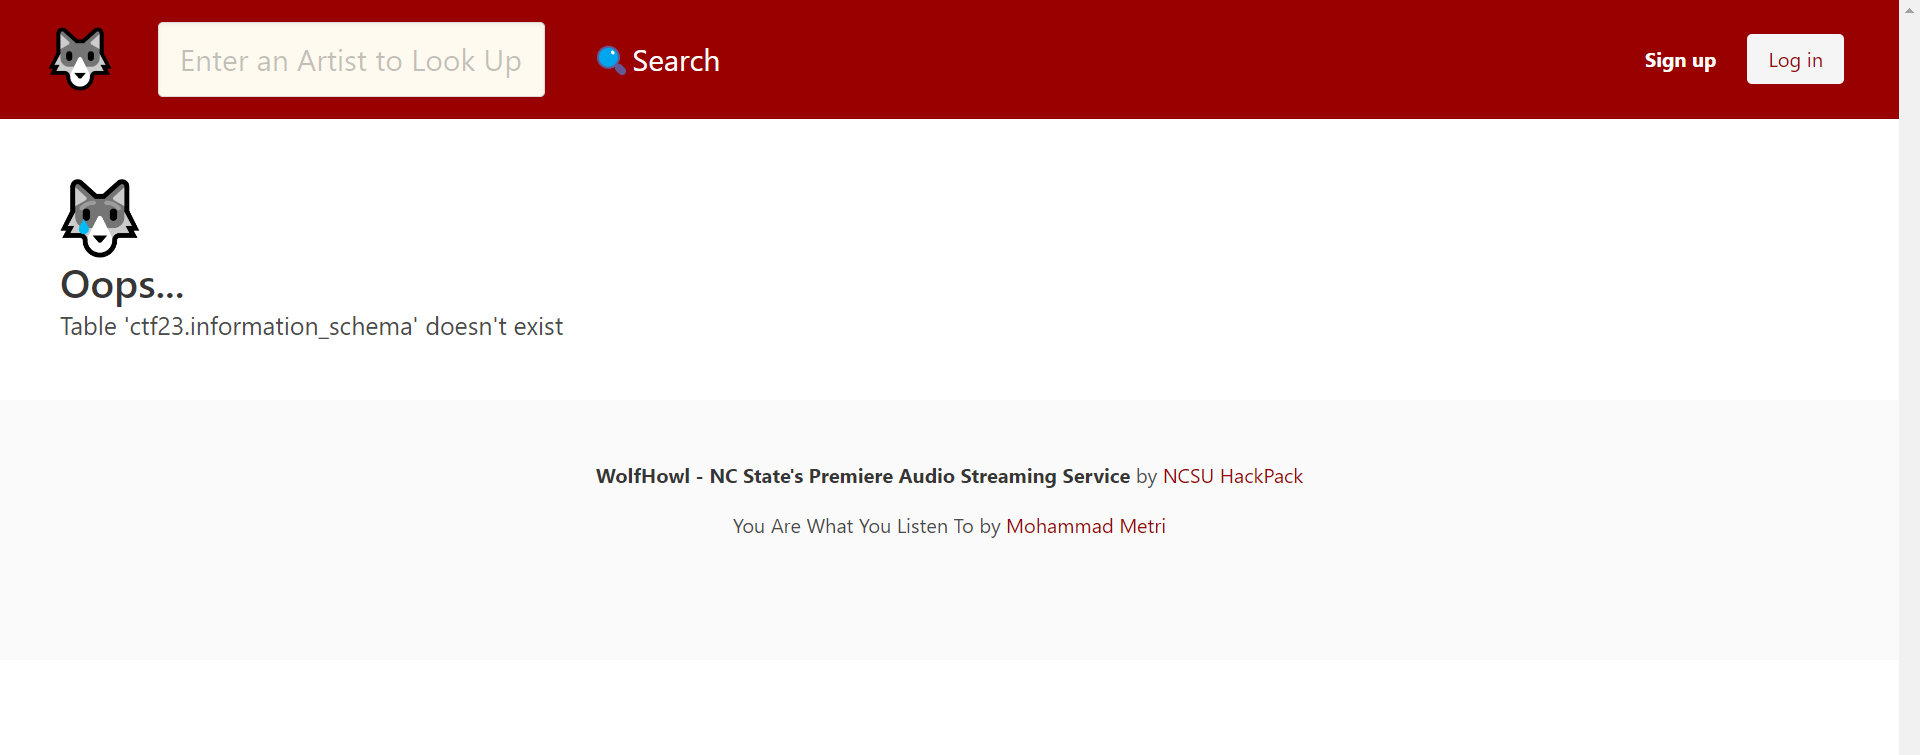 Enter an Artist to Look Up
Search
Sign up
Log in
Oops...
Table 'ctf23.information_schema' doesn't exist
WolfHowl - NC State's Premiere Audio Streaming Service by NCSU HackPack
You Are What You Listen To by Mohammad Metri